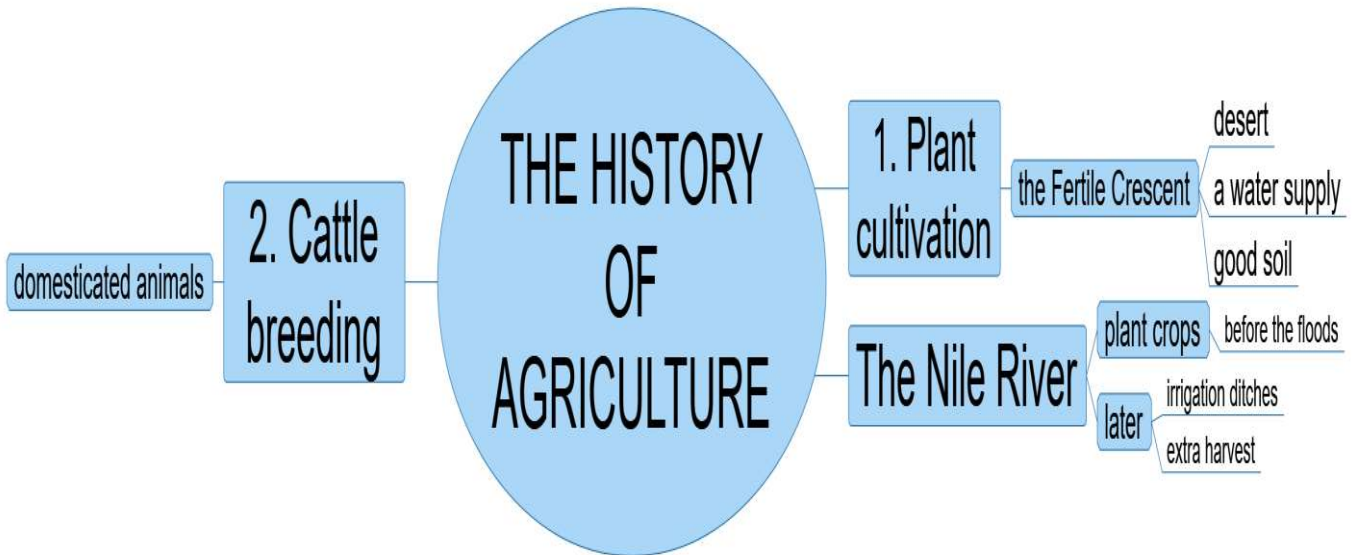 THE HISTORY
OF
AGRICULTURE
1. Plant
cultivation
the Fertile Crescent
desert
a water supply
good soil
The Nile River
plant crops
before the floods
later
irrigation ditches
extra harvest
2. Cattle
breeding
domesticated animals